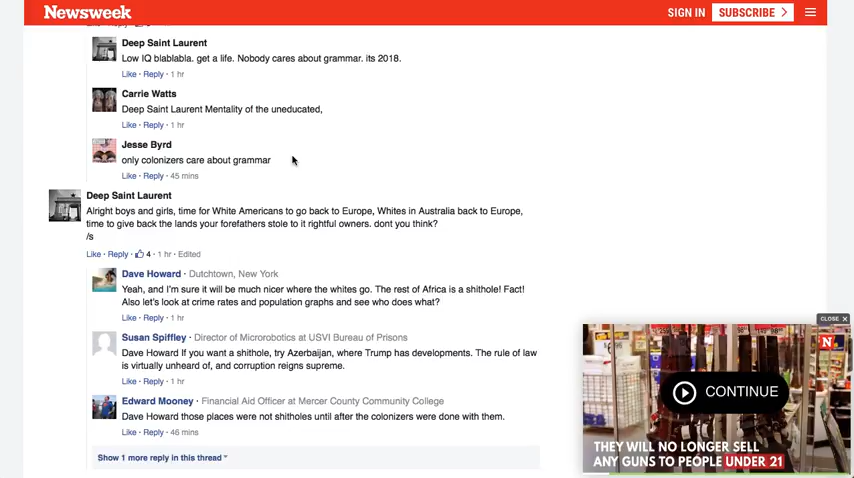 Newsweek
SIGN IN SUBSCRIBE
Deep Saint Laurent
Low IQ blablabla. get a life. Nobody cares about grammar. its 2018.
Like · Reply · 1 hr
Carrie Watts
Deep Saint Laurent Mentality of the uneducated,
Like · Reply · 1 hr
Jesse Byrd
only colonizers care about grammar
Like · Reply · 45 mins
Deep Saint Laurent
Alright boys and girls, time for White Americans to go back to Europe, Whites in Australia back to Europe,
time to give back the lands your forefathers stole to it rightful owners. dont you think?
/s
Like · Reply · 4 · 1 hr · Edited
Dave Howard · Dutchtown, New York
Yeah, and I'm sure it will be much nicer where the whites go. The rest of Africa is a shithole! Fact!
Also let's look at crime rates and population graphs and see who does what?
Like · Reply · 1 hr
Susan Spiffley · Director of Microrobotics at USVI Bureau of Prisons
Dave Howard If you want a shithole, try Azerbaijan, where Trump has developments. The rule of law
is virtually unheard of, and corruption reigns supreme.
Like · Reply · 1 hr
Edward Mooney · Financial Aid Officer at Mercer County Community College
Dave Howard those places were not shitholes until after the colonizers were done with them.
Like · Reply · 46 mins
Show 1 more reply in this thread
CLOSE X
N
CONTINUE
THEY WILL NO LONGER SELL
ANY GUNS TO PEOPLE UNDER 21